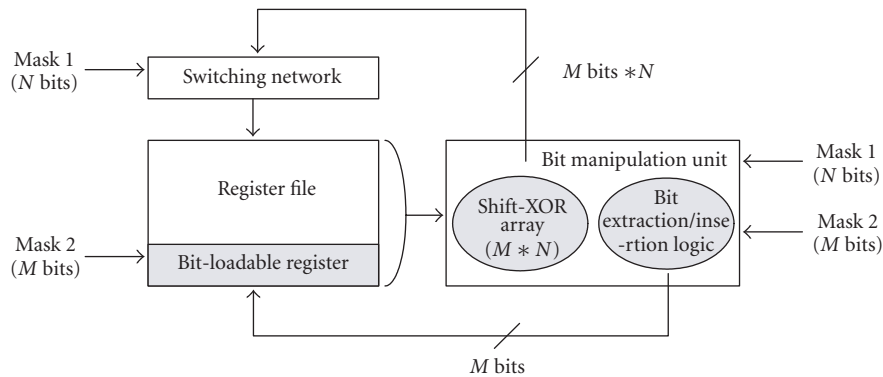 Mask 1
(N bits)
Switching network
M bits ∗N
Register file
Bit-loadable register
Mask 2
(M bits)
Bit manipulation unit
Shift-XOR
array
(M ∗ N)
Bit
extraction/inse
-rtion logic
Mask 1
(N bits)
Mask 2
(M bits)
M bits